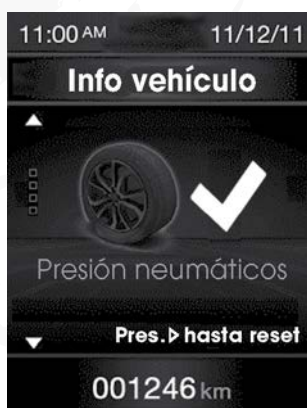 11:00 AM 11/12/11
Info vehículo
Presión neumáticos
Pres.▷ hasta reset
001246 km